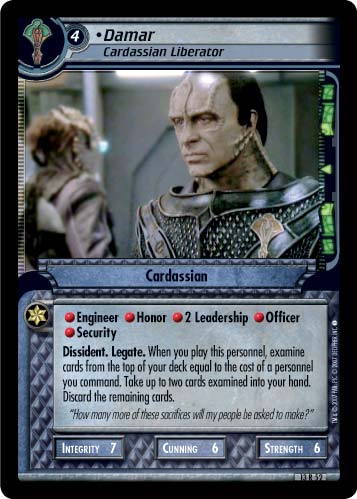 4
•Damar
Cardassian Liberator
Cardassian
Engineer Honor 2 Leadership Officer
Security
Dissident. Legate. When you play this personnel, examine
cards from the top of your deck equal to the cost of a personnel
you command. Take up to two cards examined into your hand.
Discard the remaining cards.
"How many more of these sacrifices will my people be asked to make?"
INTEGRITY 7 CUNNING 6 STRENGTH 6
13 R 52